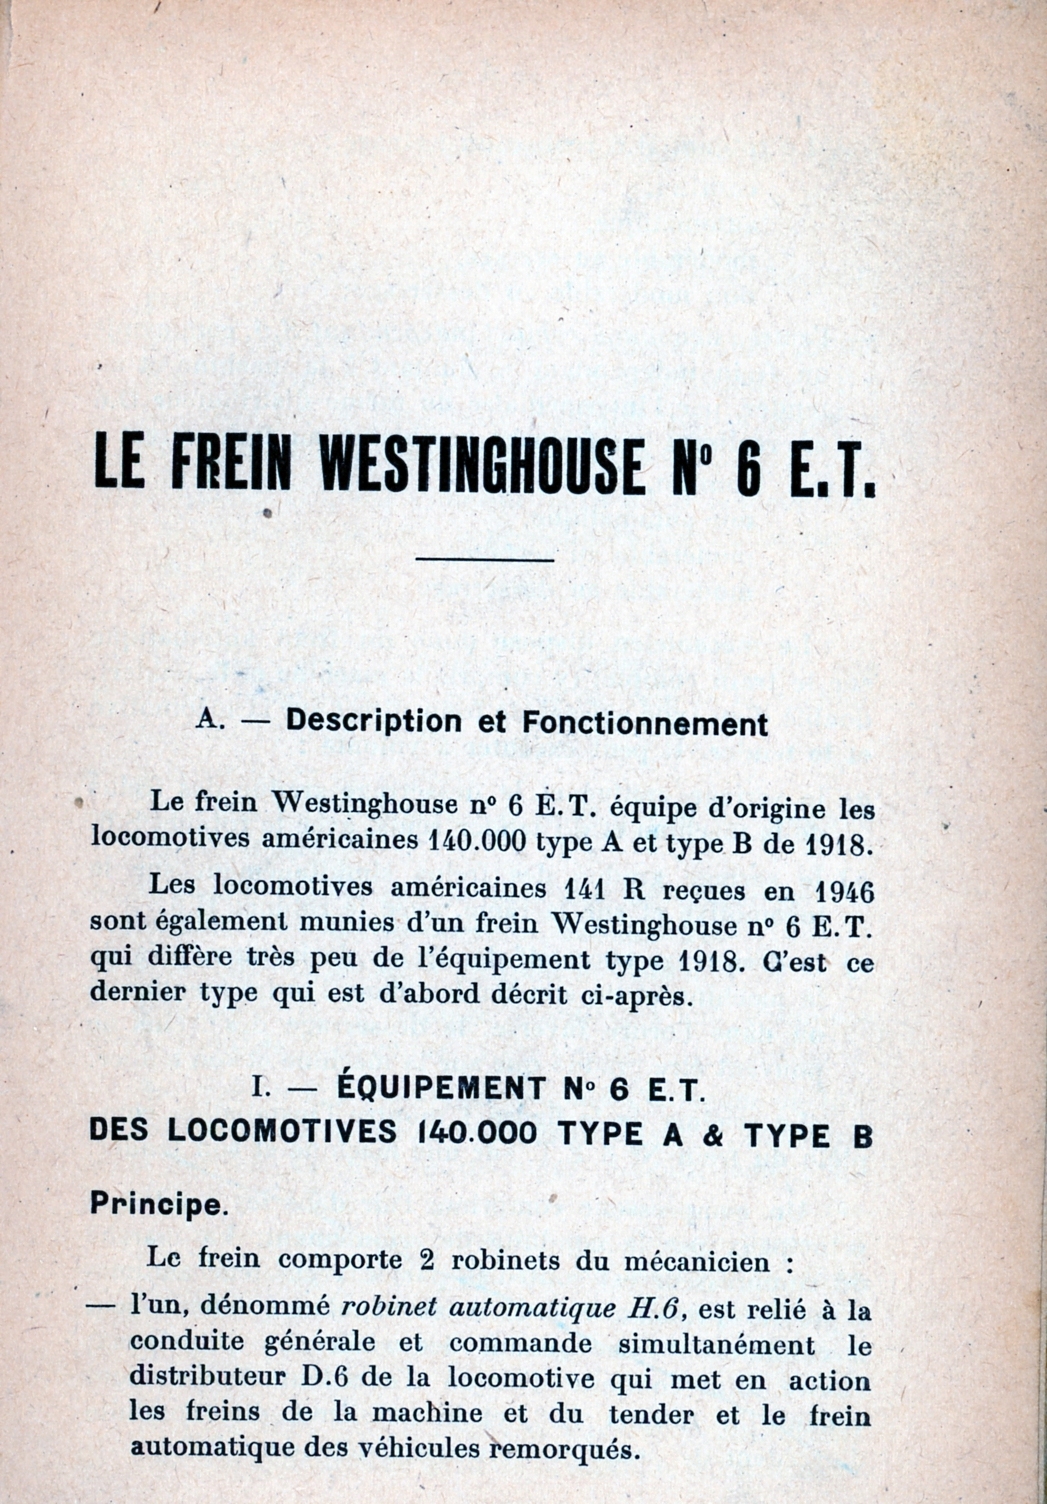 LE FREIN WESTINGHOUSE Nº 6 E.T.
A. — Description et Fonctionnement
Le frein Westinghouse nº 6 E.T. équipe d'origine les
locomotives américaines 140.000 type A et type B de 1918.
Les locomotives américaines 141 R reçues en 1946
sont également munies d'un frein Westinghouse nº 6 E.T.
qui diffère très peu de l'équipement type 1918. C'est ce
dernier type qui est d'abord décrit ci-après.
I. — ÉQUIPEMENT Nº 6 E.T.
DES LOCOMOTIVES 140.000 TYPE A & TYPE B
Principe.
Le frein comporte 2 robinets du mécanicien :
— l'un, dénommé robinet automatique H.6, est relié à la
conduite générale et commande simultanément le
distributeur D.6 de la locomotive qui met en action
les freins de la machine et du tender et le frein
automatique des véhicules remorqués.